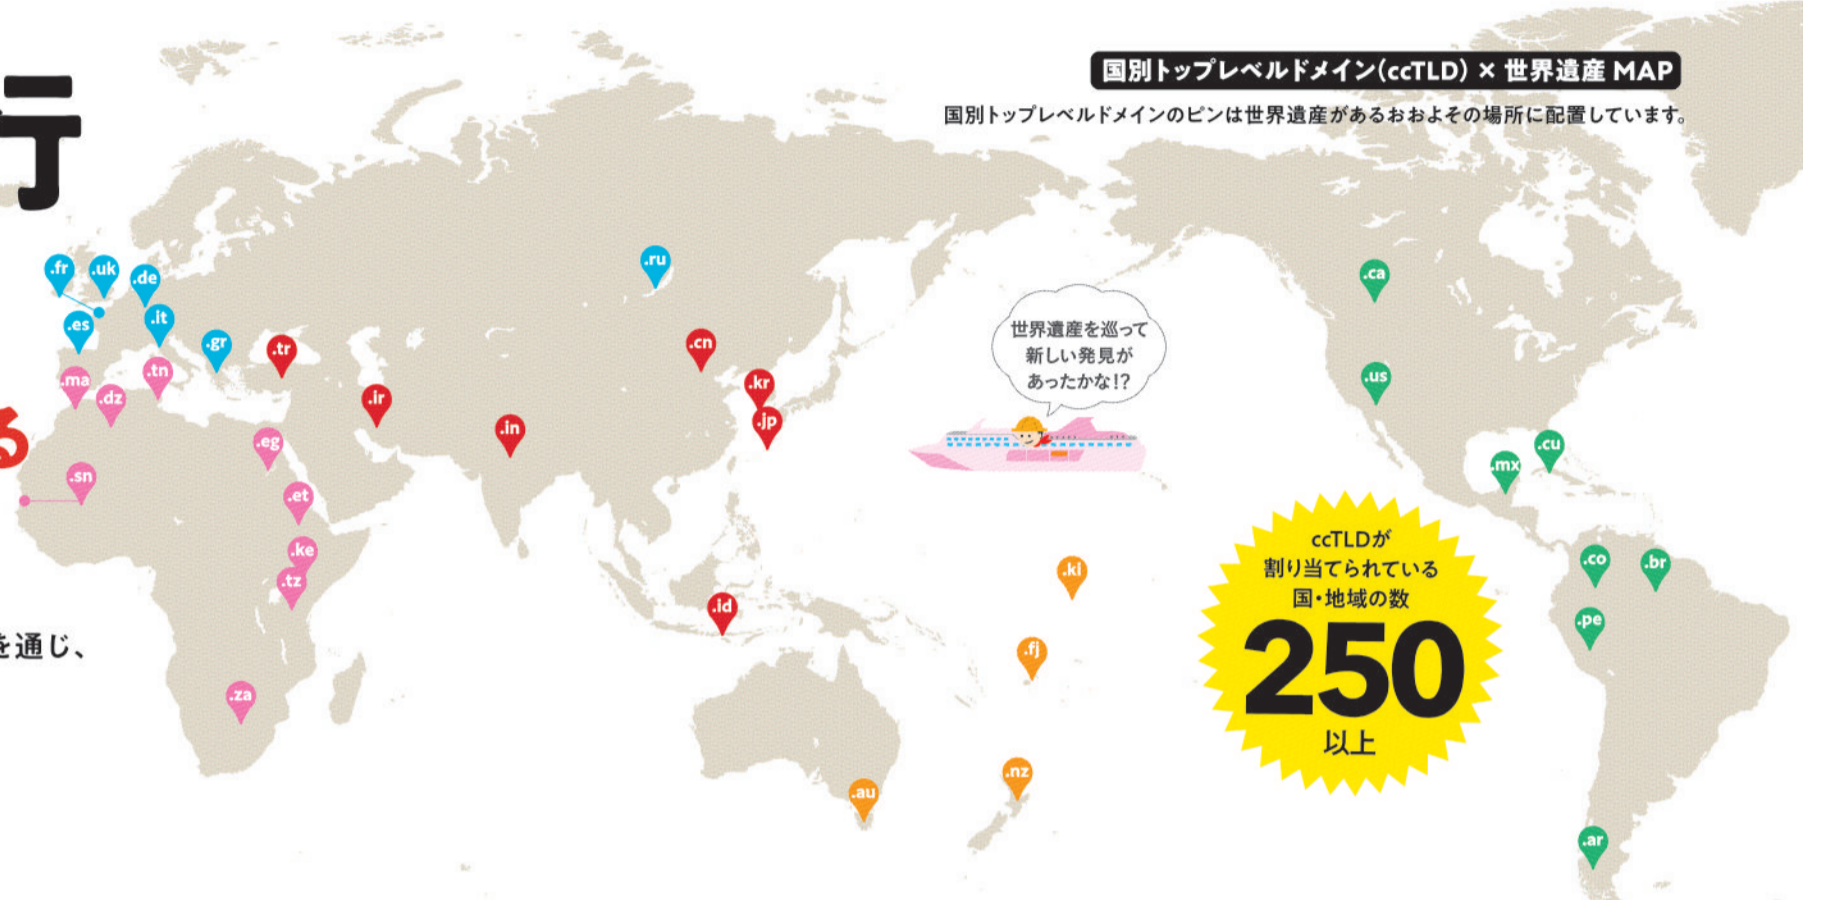 行
国別トップレベルドメイン(ccTLD) × 世界遺産 MAP
国別トップレベルドメインのピンは世界遺産があるおおよその場所に配置しています。
る
を通じ、
.fr
.uk
.de
.es
.it
.gr
.ru
.tr
.ir
.in
.cn
.kr
.jp
.id
.ma
.dz
.tn
.eg
.sn
.et
.ke
.tz
.za
世界遺産を巡って
新しい発見が
あったかな!?
.ki
.fj
.nz
.au
.ca
.us
.cu
.mx
.co
.br
.pe
.ar
ccTLDが
割り当てられている
国・地域の数
250
以上